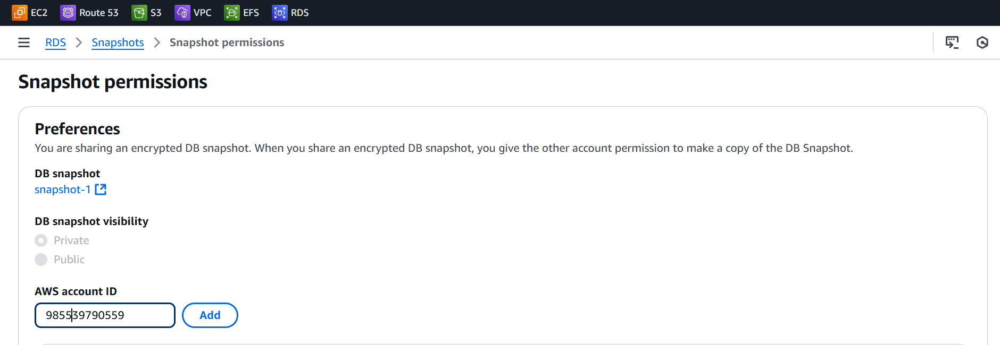 EC2 Route 53 S3 VPC EFS RDS
RDS Snapshots Snapshot permissions
Snapshot permissions
Preferences
You are sharing an encrypted DB snapshot. When you share an encrypted DB snapshot, you give the other account permission to make a copy of the DB Snapshot.
DB snapshot
snapshot-1
DB snapshot visibility
Private
Public
AWS account ID
985539790559 Add